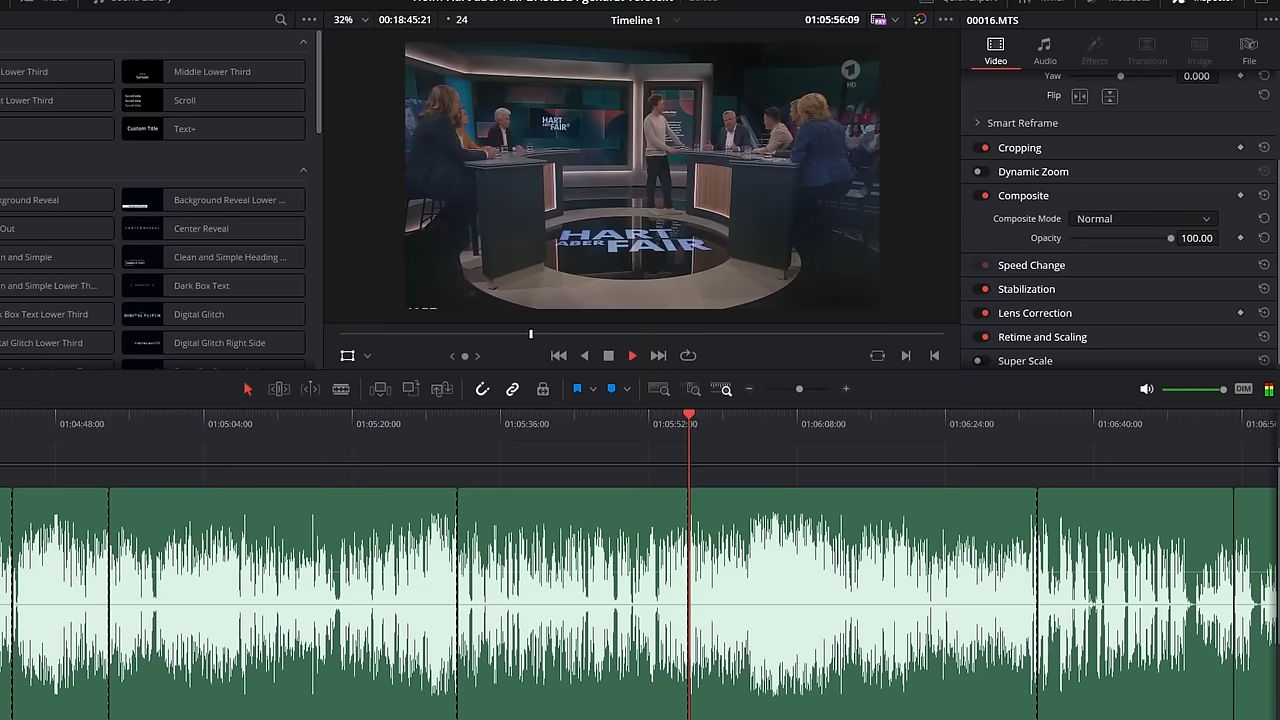 32%
00:18:45:21
24
Timeline 1
01:05:56:09
00016.MTS
Lower Third
Middle Lower Third
Lower Third
Scroll
Custom Title
Text+
Background Reveal Lower ...
Out
Center Reveal
and Simple
Clean and Simple Heading ...
and Simple Lower Th...
Dark Box Text
Box Text Lower Third
Digital Glitch
Glitch Lower Third
Digital Glitch Right Side
HD
HART
ABER
FAIR
HART
ABER
FAIR
Video
Audio
Effects
Transition
Image
File
Yaw
0.000
Flip
Smart Reframe
Cropping
Dynamic Zoom
Composite
Composite Mode
Normal
Opacity
100.00
Speed Change
Stabilization
Lens Correction
Retime and Scaling
Super Scale
DIM
01:04:48:00
01:05:04:00
01:05:20:00
01:05:36:00
01:05:52:00
01:06:08:00
01:06:24:00
01:06:40:00